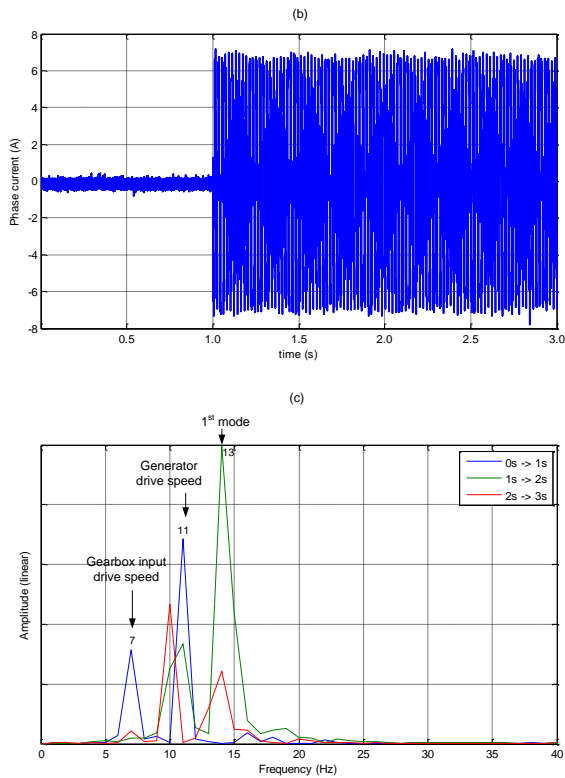 (b)
8
6
4
2
0
-2
-4
-6
-8
Phase current (A)
0.5
1.0
1.5
2.0
2.5
3.0
time (s)
(c)
1st mode
13
Generator
drive speed
11
Gearbox input
drive speed
7
0s -> 1s
1s -> 2s
2s -> 3s
Amplitude (linear)
0
5
10
15
20
25
30
35
40
Frequency (Hz)